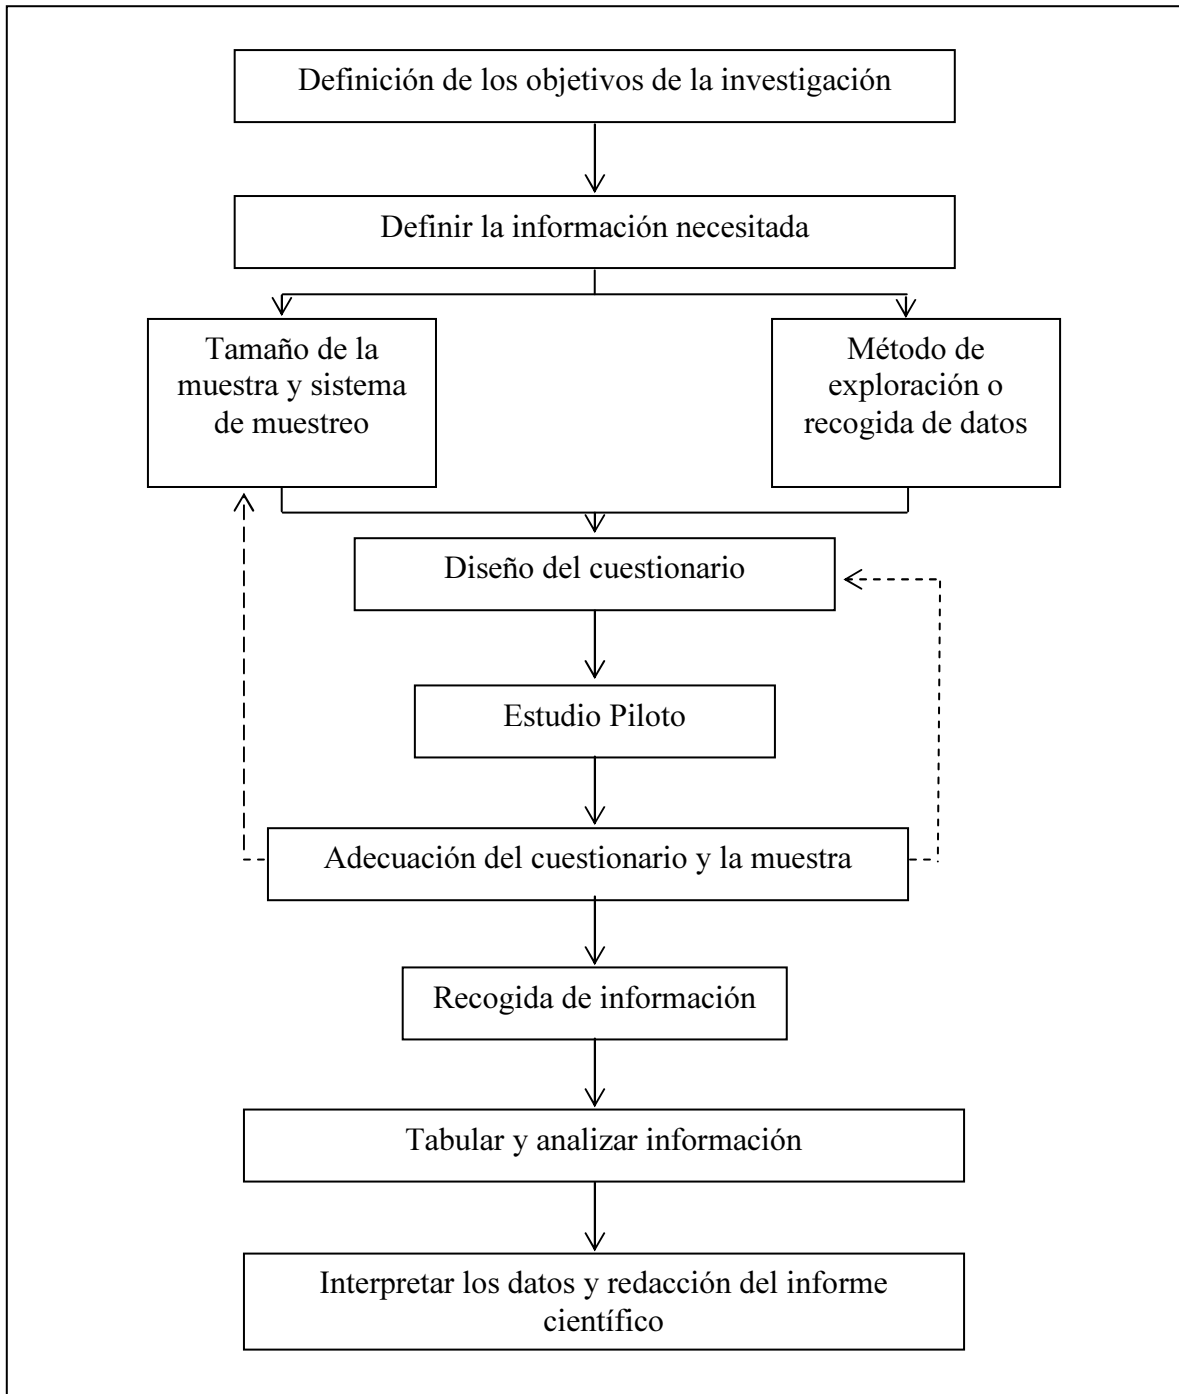 Definición de los objetivos de la investigación
Definir la información necesitada
Tamaño de la
muestra y sistema
de muestreo
Método de
exploración o
recogida de datos
Diseño del cuestionario
Estudio Piloto
Adecuación del cuestionario y la muestra
Recogida de información
Tabular y analizar información
Interpretar los datos y redacción del informe
científico